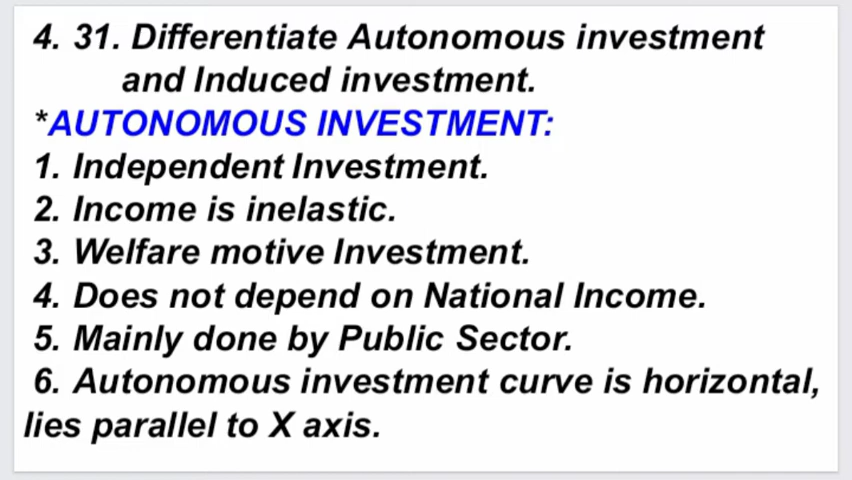 4. 31. Differentiate Autonomous investment
and Induced investment.
*AUTONOMOUS INVESTMENT:
1. Independent Investment.
2. Income is inelastic.
3. Welfare motive Investment.
4. Does not depend on National Income.
5. Mainly done by Public Sector.
6. Autonomous investment curve is horizontal,
lies parallel to X axis.